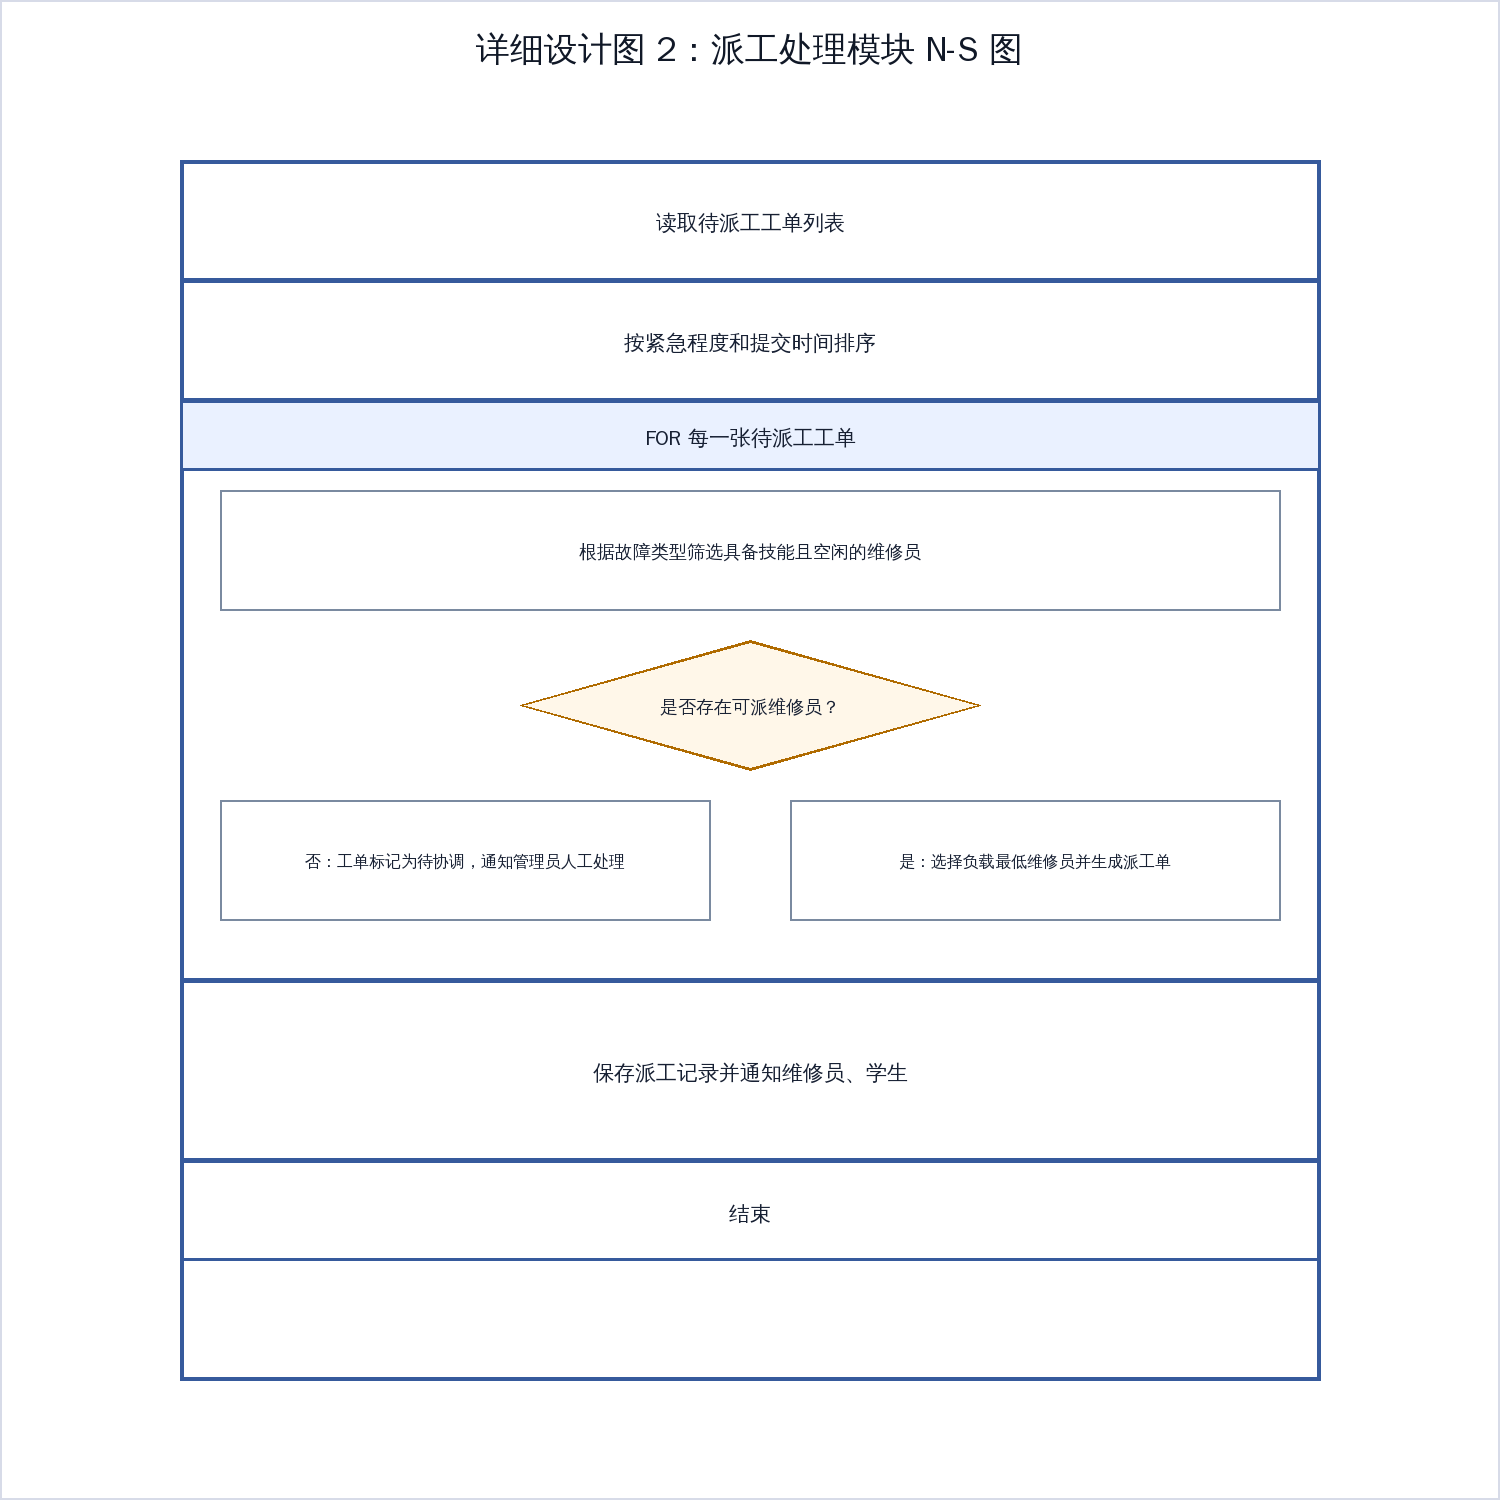 详细设计图 2：派工处理模块 N-S 图
读取待派工工单列表
按紧急程度和提交时间排序
FOR 每一张待派工工单
根据故障类型筛选具备技能且空闲的维修员
是否存在可派维修员？
否：工单标记为待协调，通知管理员人工处理
是：选择负载最低维修员并生成派工单
保存派工记录并通知维修员、学生
结束